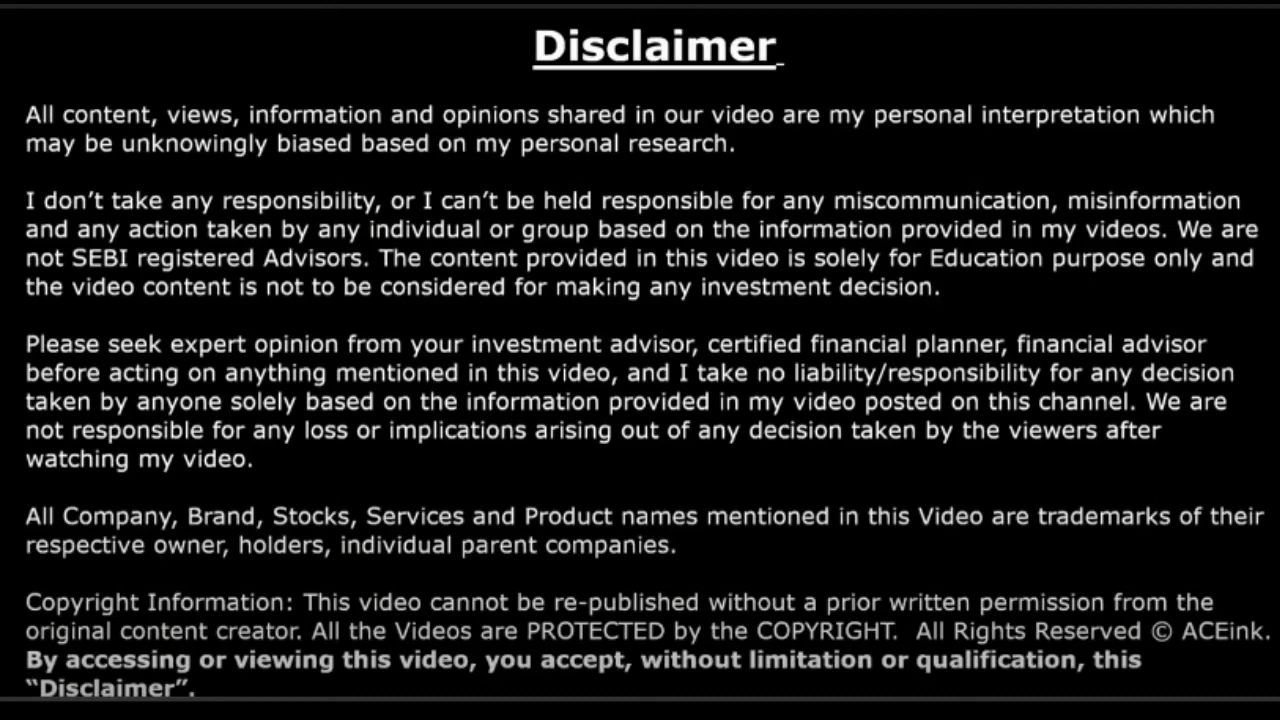 Disclaimer
All content, views, information and opinions shared in our video are my personal interpretation which
may be unknowingly biased based on my personal research.
I don’t take any responsibility, or I can’t be held responsible for any miscommunication, misinformation
and any action taken by any individual or group based on the information provided in my videos. We are
not SEBI registered Advisors. The content provided in this video is solely for Education purpose only and
the video content is not to be considered for making any investment decision.
Please seek expert opinion from your investment advisor, certified financial planner, financial advisor
before acting on anything mentioned in this video, and I take no liability/responsibility for any decision
taken by anyone solely based on the information provided in my video posted on this channel. We are
not responsible for any loss or implications arising out of any decision taken by the viewers after
watching my video.
All Company, Brand, Stocks, Services and Product names mentioned in this Video are trademarks of their
respective owner, holders, individual parent companies.
Copyright Information: This video cannot be re-published without a prior written permission from the
original content creator. All the Videos are PROTECTED by the COPYRIGHT.  All Rights Reserved © ACEink.
By accessing or viewing this video, you accept, without limitation or qualification, this
“Disclaimer”.